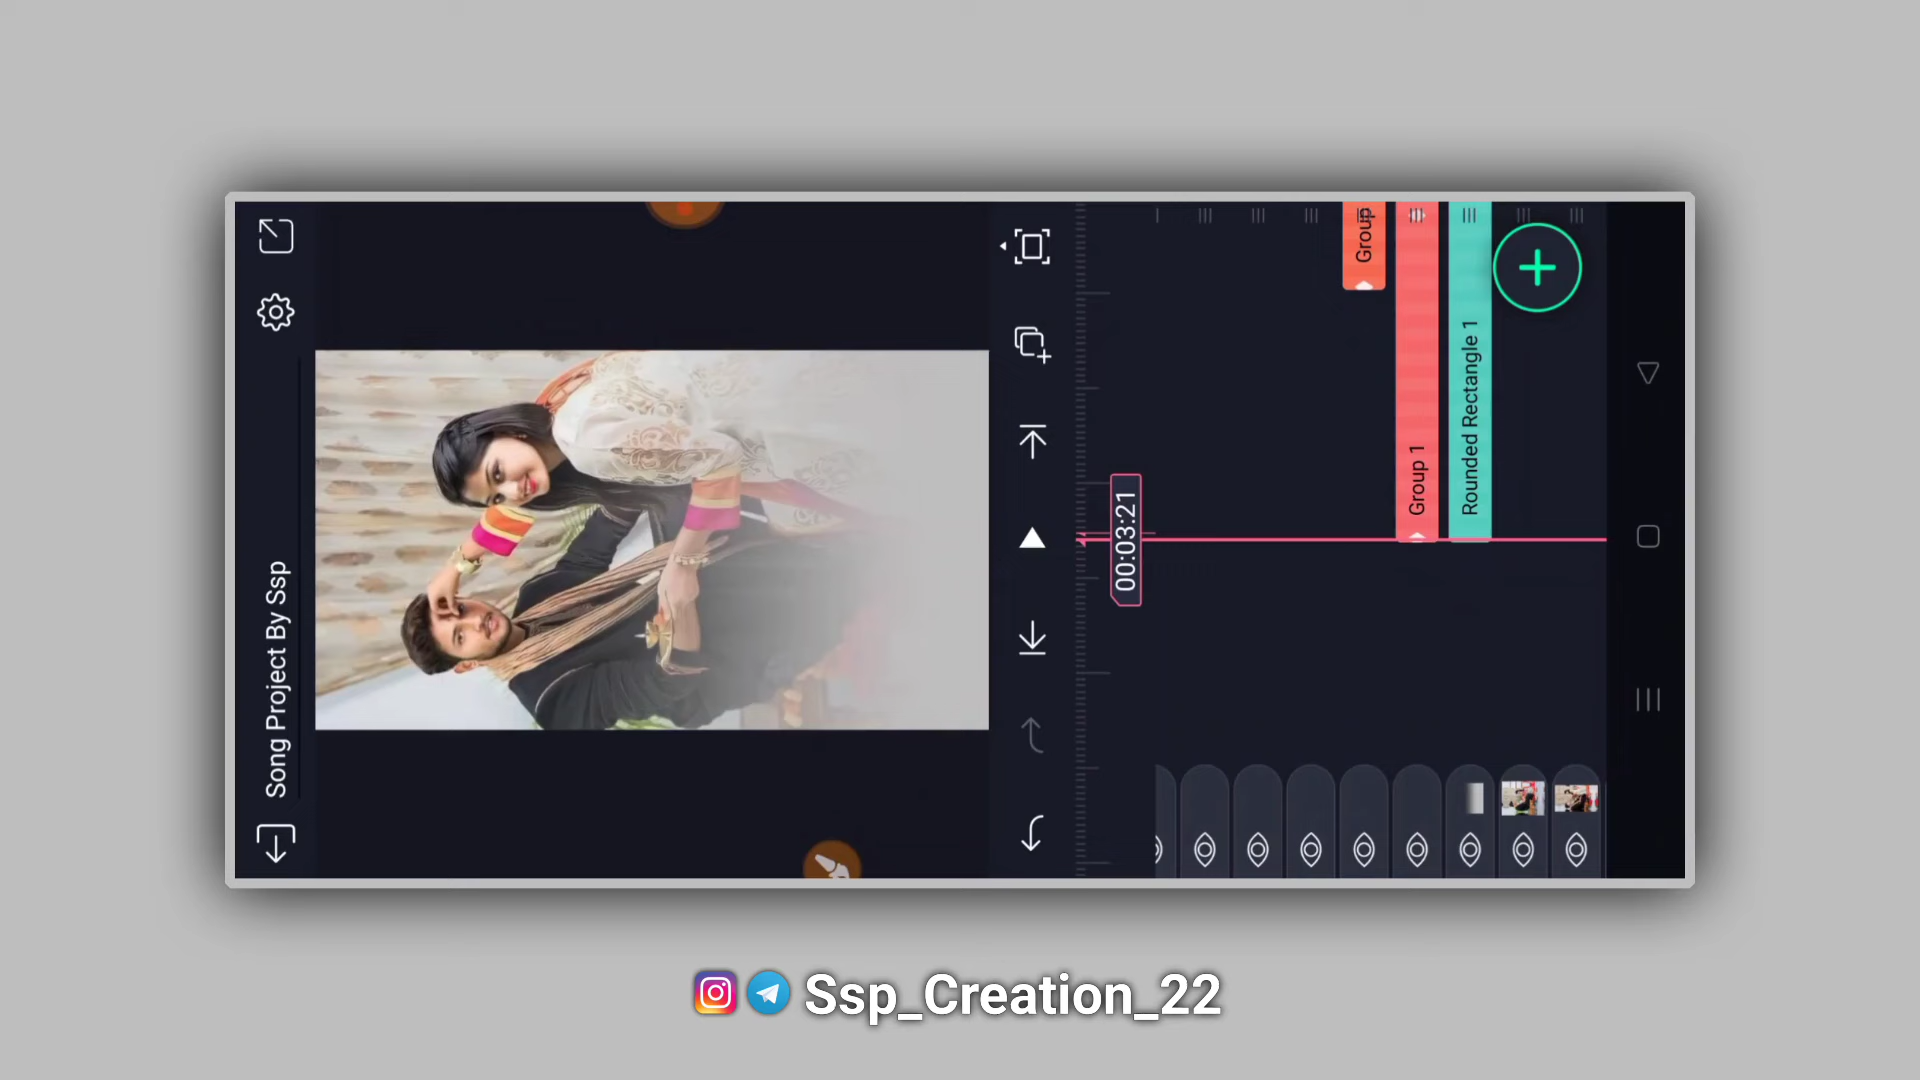 Song Project By Ssp
00:03:21
Group
Group 1
Rounded Rectangle 1
Ssp_Creation_22